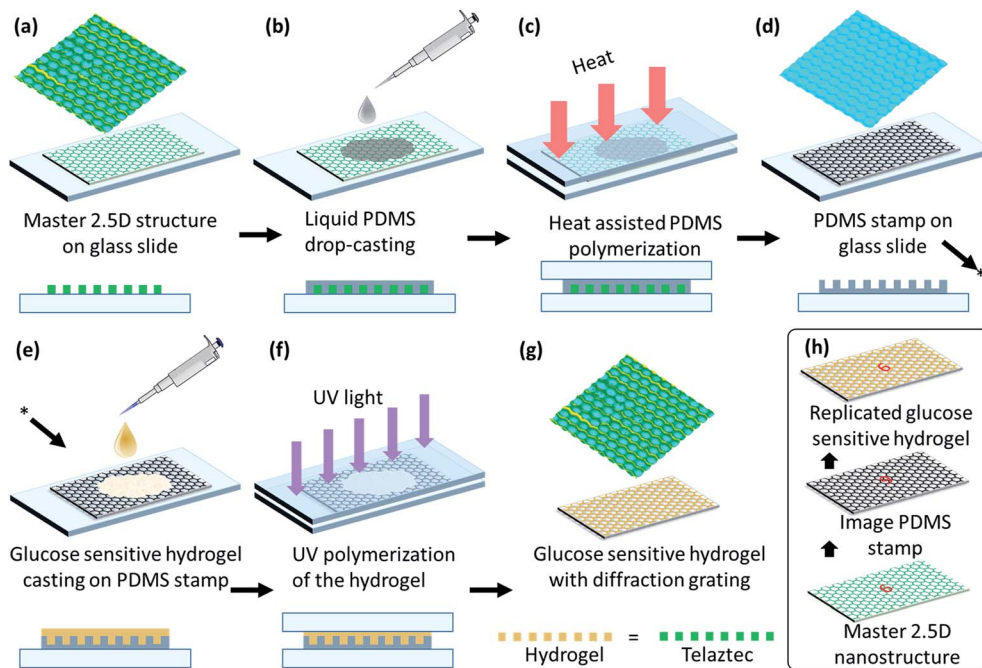 (a)
(b)
(c)
(d)
Heat
Master 2.5D structure
on glass slide
Liquid PDMS
drop-casting
Heat assisted PDMS
polymerization
PDMS stamp on
glass slide
*
(e)
(f)
(g)
(h)
*
UV light
6
Replicated glucose
sensitive hydrogel
Image PDMS
stamp
6
Master 2.5D
nanostructure
Glucose sensitive hydrogel
casting on PDMS stamp
UV polymerization
of the hydrogel
Glucose sensitive hydrogel
with diffraction grating
=
Hydrogel
Telaztec